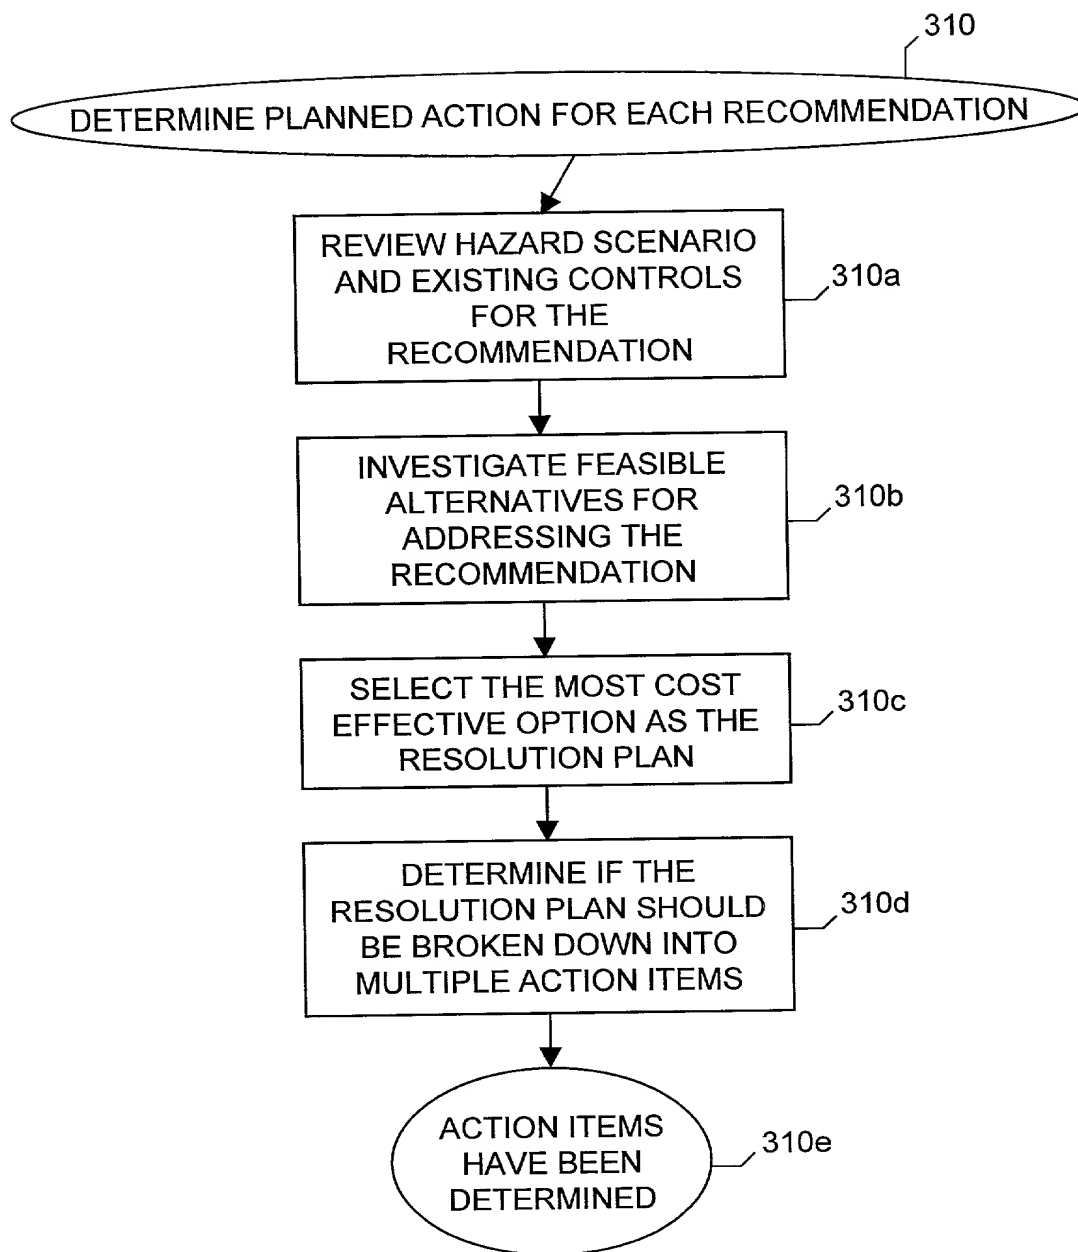 310
DETERMINE PLANNED ACTION FOR EACH RECOMMENDATION
REVIEW HAZARD SCENARIO
AND EXISTING CONTROLS
FOR THE
RECOMMENDATION
310a
INVESTIGATE FEASIBLE
ALTERNATIVES FOR
ADDRESSING THE
RECOMMENDATION
310b
SELECT THE MOST COST
EFFECTIVE OPTION AS THE
RESOLUTION PLAN
310c
DETERMINE IF THE
RESOLUTION PLAN SHOULD
BE BROKEN DOWN INTO
MULTIPLE ACTION ITEMS
310d
ACTION ITEMS
HAVE BEEN
DETERMINED
310e